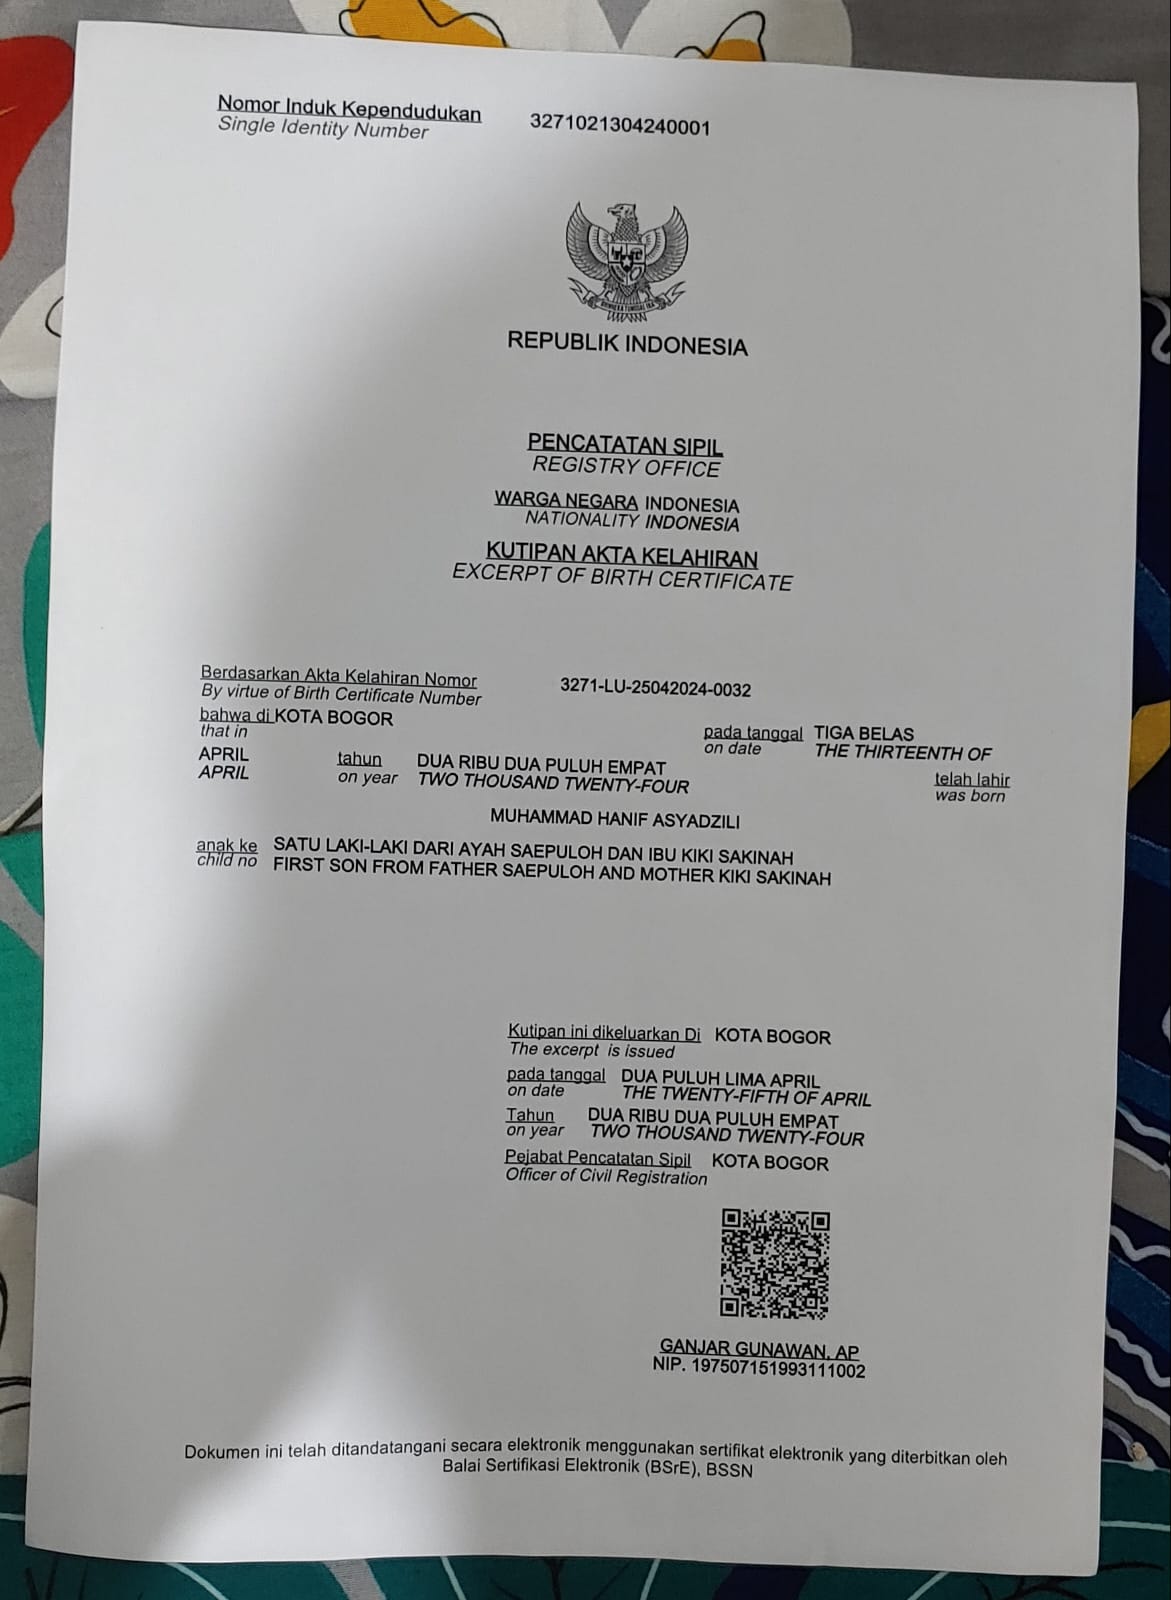 Nomor Induk Kependudukan 3271021304240001
Single Identity Number
REPUBLIK INDONESIA
PENCATATAN SIPIL
REGISTRY OFFICE
WARGA NEGARA INDONESIA
NATIONALITY INDONESIA
KUTIPAN AKTA KELAHIRAN
EXCERPT OF BIRTH CERTIFICATE
Berdasarkan Akta Kelahiran Nomor 3271-LU-25042024-0032
By virtue of Birth Certificate Number
bahwa di KOTA BOGOR pada tanggal TIGA BELAS
that in on date THE THIRTEENTH OF
APRIL tahun DUA RIBU DUA PULUH EMPAT telah lahir
APRIL on year TWO THOUSAND TWENTY-FOUR was born
MUHAMMAD HANIF ASYADZILI
anak ke SATU LAKI-LAKI DARI AYAH SAEPULOH DAN IBU KIKI SAKINAH
child no FIRST SON FROM FATHER SAEPULOH AND MOTHER KIKI SAKINAH
Kutipan ini dikeluarkan Di KOTA BOGOR
The excerpt is issued
pada tanggal DUA PULUH LIMA APRIL
on date THE TWENTY-FIFTH OF APRIL
Tahun DUA RIBU DUA PULUH EMPAT
on year TWO THOUSAND TWENTY-FOUR
Pejabat Pencatatan Sipil KOTA BOGOR
Officer of Civil Registration
GANJAR GUNAWAN, AP
NIP. 197507151993111002
Dokumen ini telah ditandatangani secara elektronik menggunakan sertifikat elektronik yang diterbitkan oleh
Balai Sertifikasi Elektronik (BSrE), BSSN